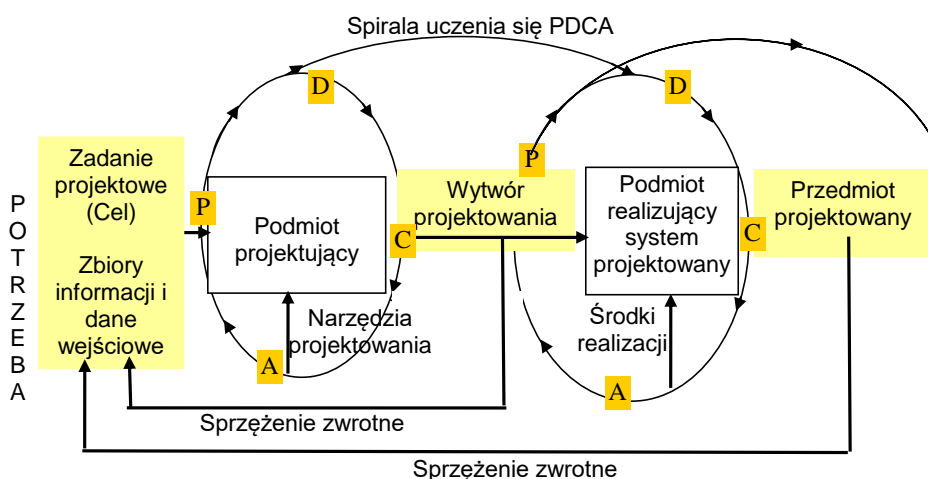 Spirala uczenia się PDCA
D
D
P
O
T
R
Z
E
B
A
Zadanie
projektowe
(Cel)
Zbiory
informacji i
dane
wejściowe
P
Podmiot
projektujący
C
Narzędzia
projektowania
A
Wytwór
projektowania
P
Podmiot
realizujący
system
projektowany
C
Środki
realizacji
A
Przedmiot
projektowany
Sprzężenie zwrotne
Sprzężenie zwrotne